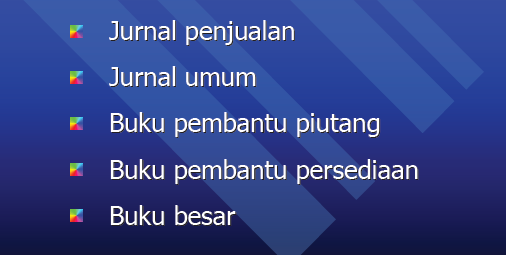 Jurnal penjualan
Jurnal umum
Buku pembantu piutang
Buku pembantu persediaan
Buku besar